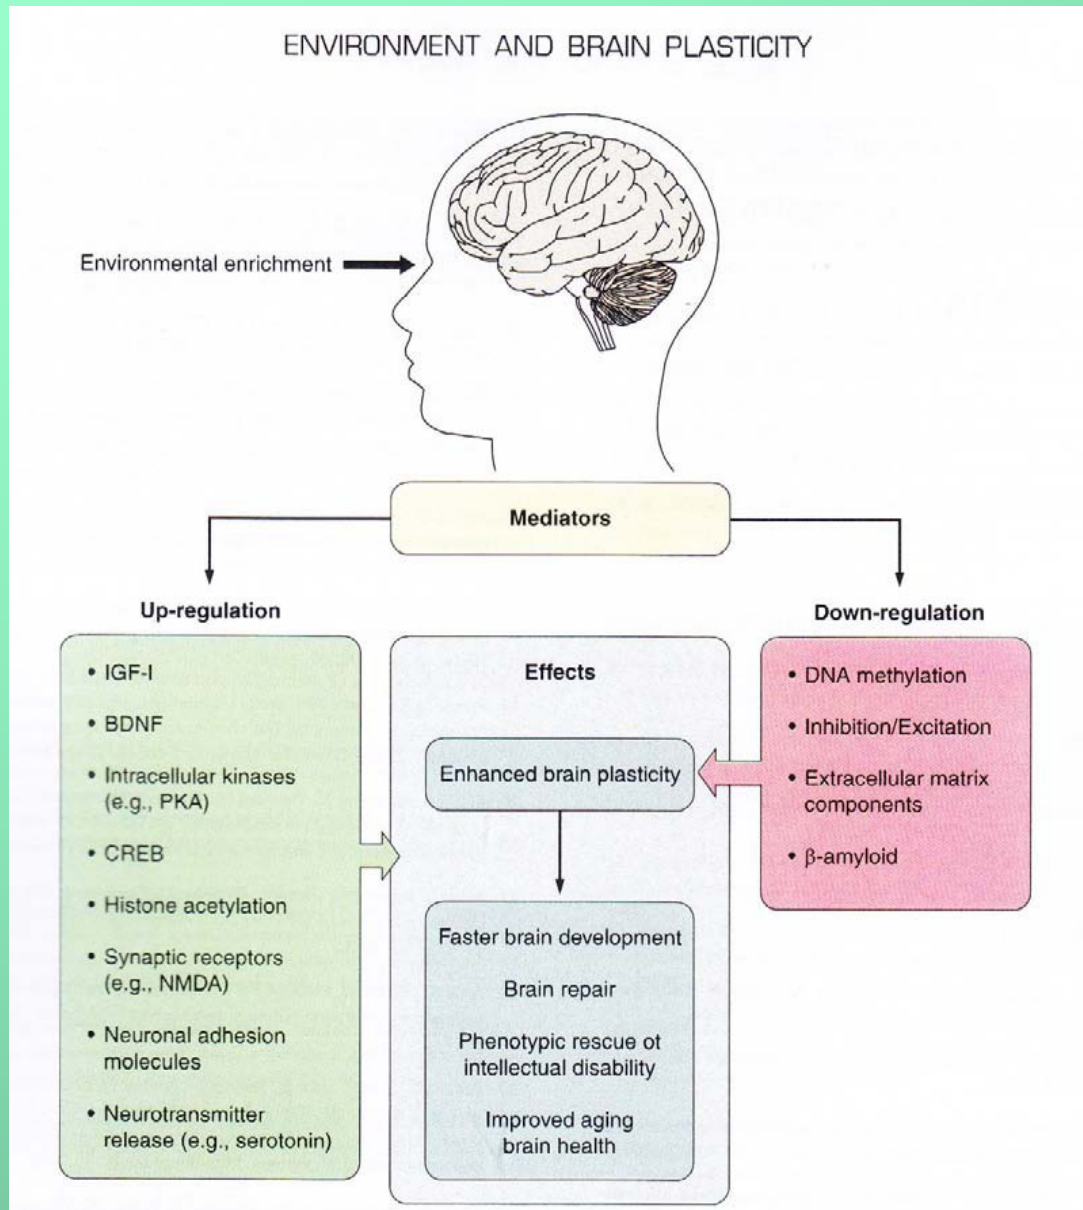 ENVIRONMENT AND BRAIN PLASTICITY
Environmental enrichment
Mediators
Up-regulation
• IGF-I
• BDNF
• Intracellular kinases
(e.g., PKA)
• CREB
• Histone acetylation
• Synaptic receptors
(e.g., NMDA)
• Neuronal adhesion
molecules
• Neurotransmitter
release (e.g., serotonin)
Effects
Enhanced brain plasticity
Faster brain development
Brain repair
Phenotypic rescue of
intellectual disability
Improved aging
brain health
Down-regulation
• DNA methylation
• Inhibition/Excitation
• Extracellular matrix
components
• β-amyloid